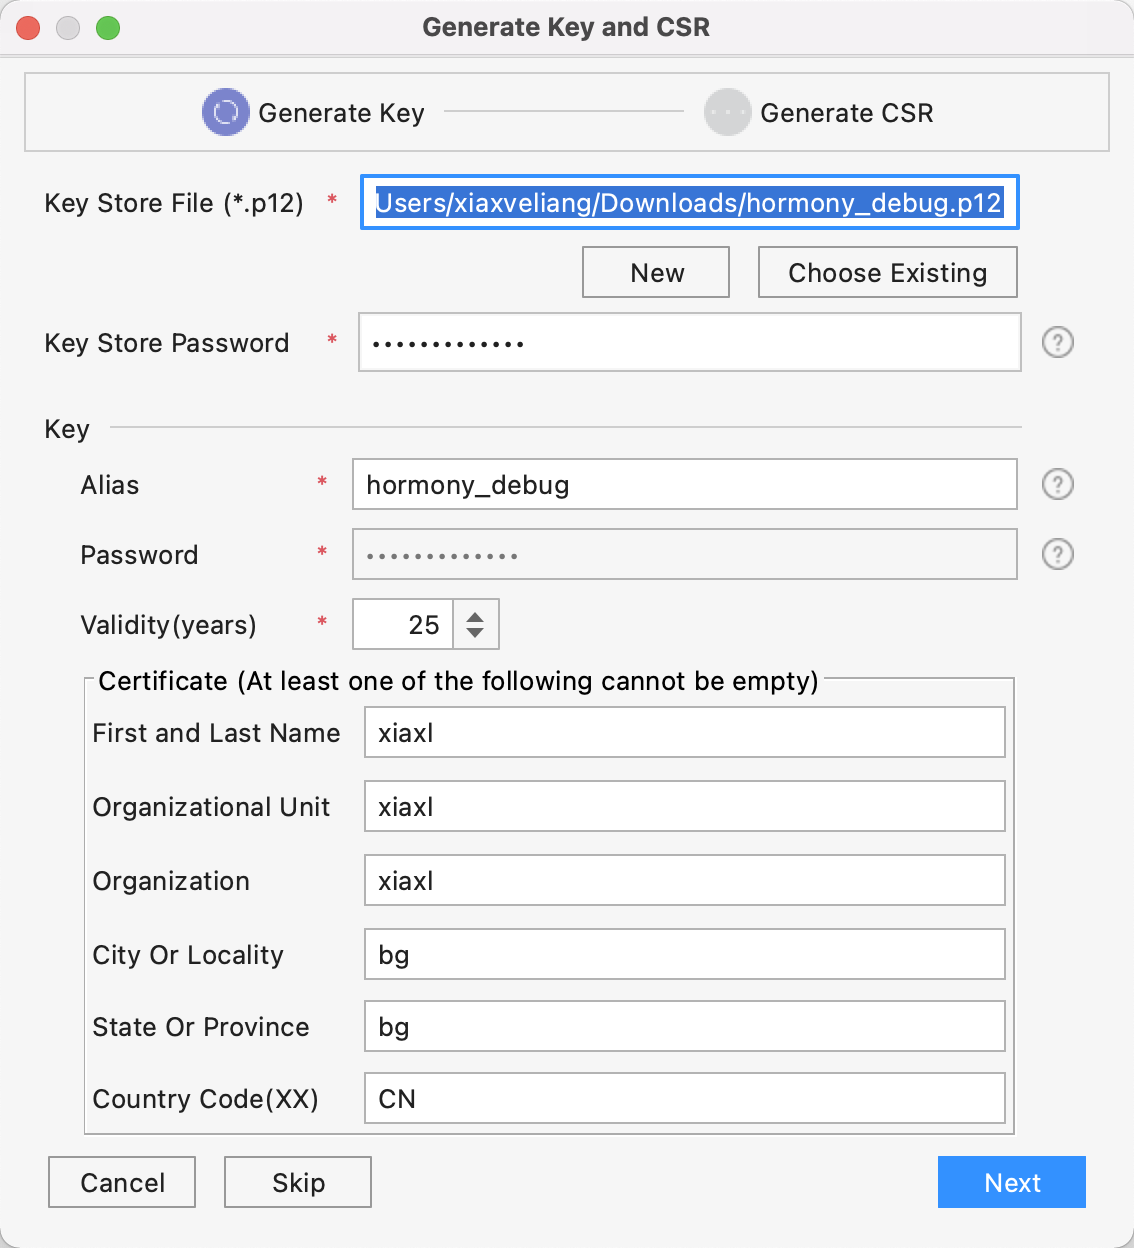 Generate Key and CSR
Generate Key
Generate CSR
Key Store File (*.p12) *
Users/xiaxveliang/Downloads/hormony_debug.p12
New
Choose Existing
Key Store Password *
•••••••••••••
?
Key
Alias * hormony_debug ?
Password * ••••••••••••• ?
Validity(years) * 25
Certificate (At least one of the following cannot be empty)
First and Last Name xiaxl
Organizational Unit xiaxl
Organization xiaxl
City Or Locality bg
State Or Province bg
Country Code(XX) CN
Cancel
Skip
Next